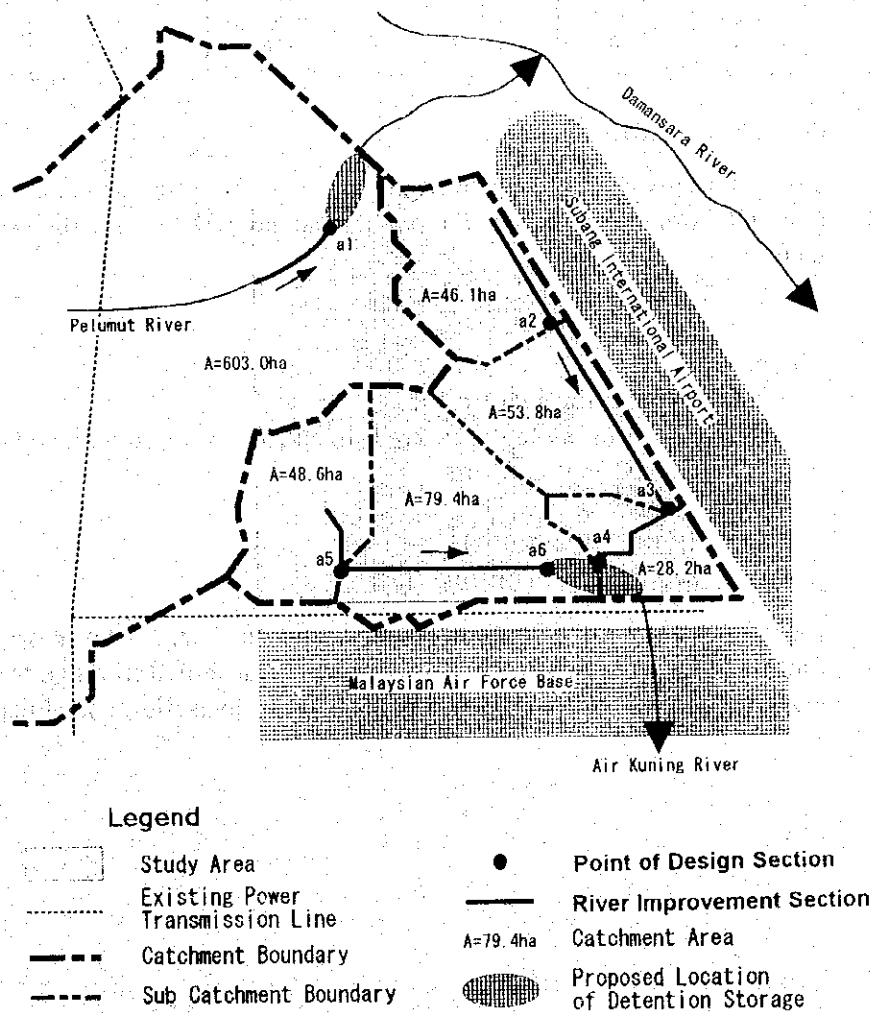 Damansara River
Subang International Airport
a1
A=46.1ha
a2
Pelumut River
A=603.0ha
A=53.8ha
A=48.6ha
A=79.4ha
a3
a4
a5
a6
A=28.2ha
Malaysian Air Force Base
Air Kuning River
Legend
Study Area
Existing Power
Transmission Line
Catchment Boundary
Sub Catchment Boundary
Point of Design Section
River Improvement Section
A=79.4ha Catchment Area
Proposed Location
of Detention Storage